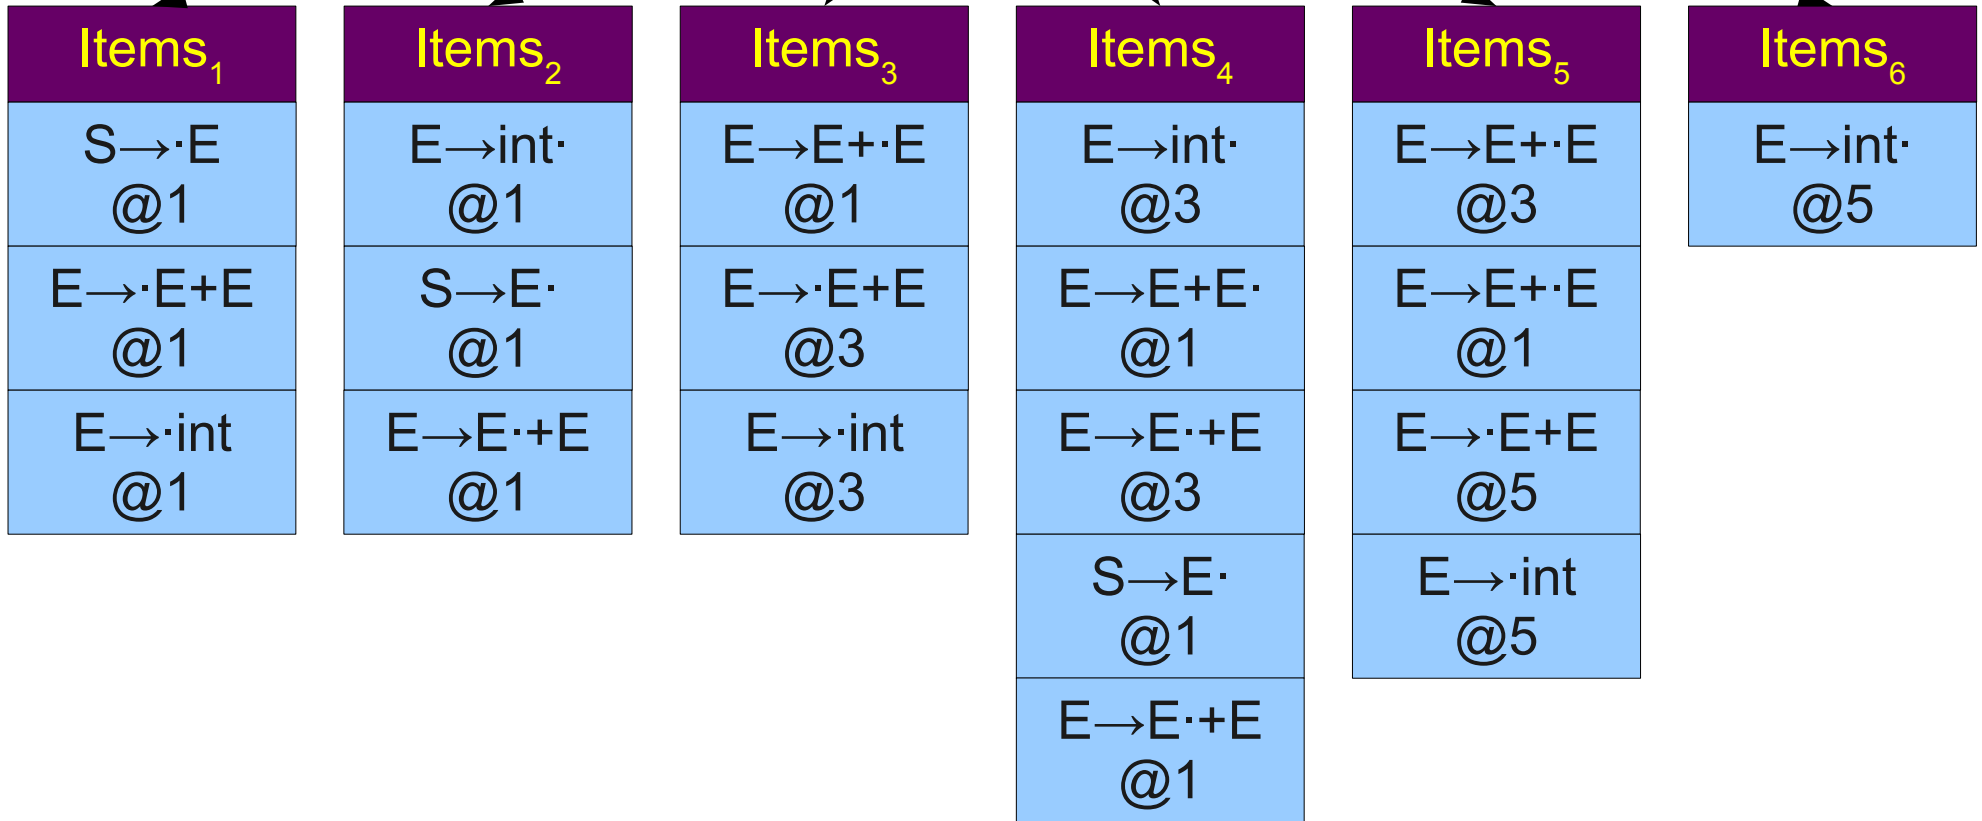 Items₁
S→·E
@1
E→·E+E
@1
E→·int
@1
Items₂
E→int·
@1
S→E·
@1
E→E·+E
@1
Items₃
E→E+·E
@1
E→·E+E
@3
E→·int
@3
Items₄
E→int·
@3
E→E+E·
@1
E→E·+E
@3
S→E·
@1
E→E·+E
@1
Items₅
E→E+·E
@3
E→E+·E
@1
E→·E+E
@5
E→·int
@5
Items₆
E→int·
@5